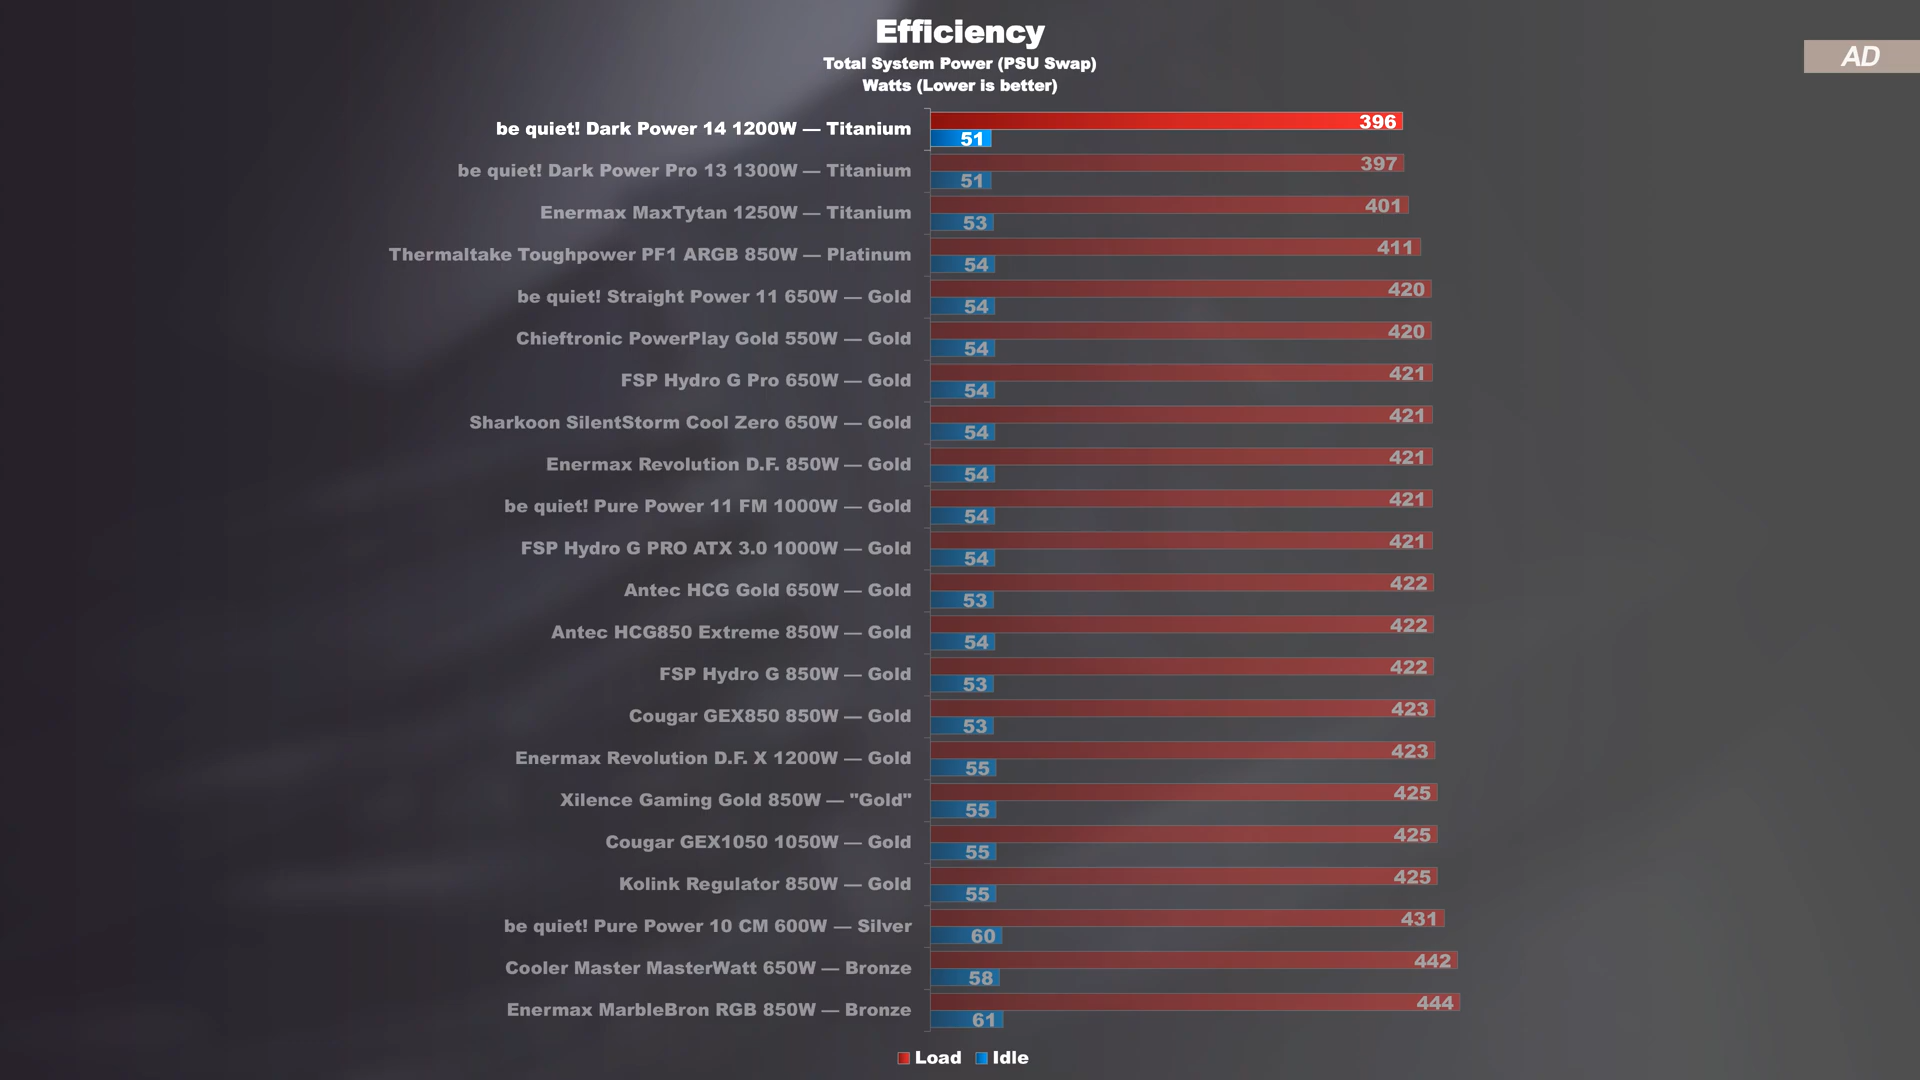 Efficiency
Total System Power (PSU Swap)
Watts (Lower is better)
AD
be quiet! Dark Power 14 1200W — Titanium
396
51
be quiet! Dark Power Pro 13 1300W — Titanium
397
51
Enermax MaxTytan 1250W — Titanium
401
53
Thermaltake Toughpower PF1 ARGB 850W — Platinum
411
54
be quiet! Straight Power 11 650W — Gold
420
54
Chieftronic PowerPlay Gold 550W — Gold
420
54
FSP Hydro G Pro 650W — Gold
421
54
Sharkoon SilentStorm Cool Zero 650W — Gold
421
54
Enermax Revolution D.F. 850W — Gold
421
54
be quiet! Pure Power 11 FM 1000W — Gold
421
54
FSP Hydro G PRO ATX 3.0 1000W — Gold
421
54
Antec HCG Gold 650W — Gold
422
53
Antec HCG850 Extreme 850W — Gold
422
54
FSP Hydro G 850W — Gold
422
53
Cougar GEX850 850W — Gold
423
53
Enermax Revolution D.F. X 1200W — Gold
423
55
Xilence Gaming Gold 850W — "Gold"
425
55
Cougar GEX1050 1050W — Gold
425
55
Kolink Regulator 850W — Gold
425
55
be quiet! Pure Power 10 CM 600W — Silver
431
60
Cooler Master MasterWatt 650W — Bronze
442
58
Enermax MarbleBron RGB 850W — Bronze
444
61
Load Idle